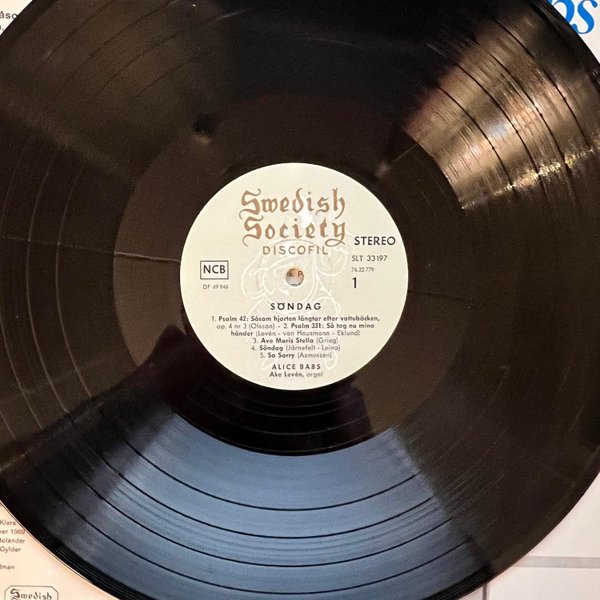 Swedish
Society
DISCOFIL
STEREO
NCB
DF 69 946
SLT 33197
76.22.779
1
SÖNDAG
1. Psalm 42: Såsom hjorten längtar efter vattubäcken,
op. 4 nr 3 (Olsson) - 2. Psalm 331: Så tag nu mina
händer (Levén - von Hausmann - Eklund)
3. Ave Maris Stella (Grieg)
4. Söndag (Järnefelt - Leino)
5. So Sorry (Asmussen)
ALICE BABS
Åke Levén, orgel
Klara
1969
Gylder
Swedish